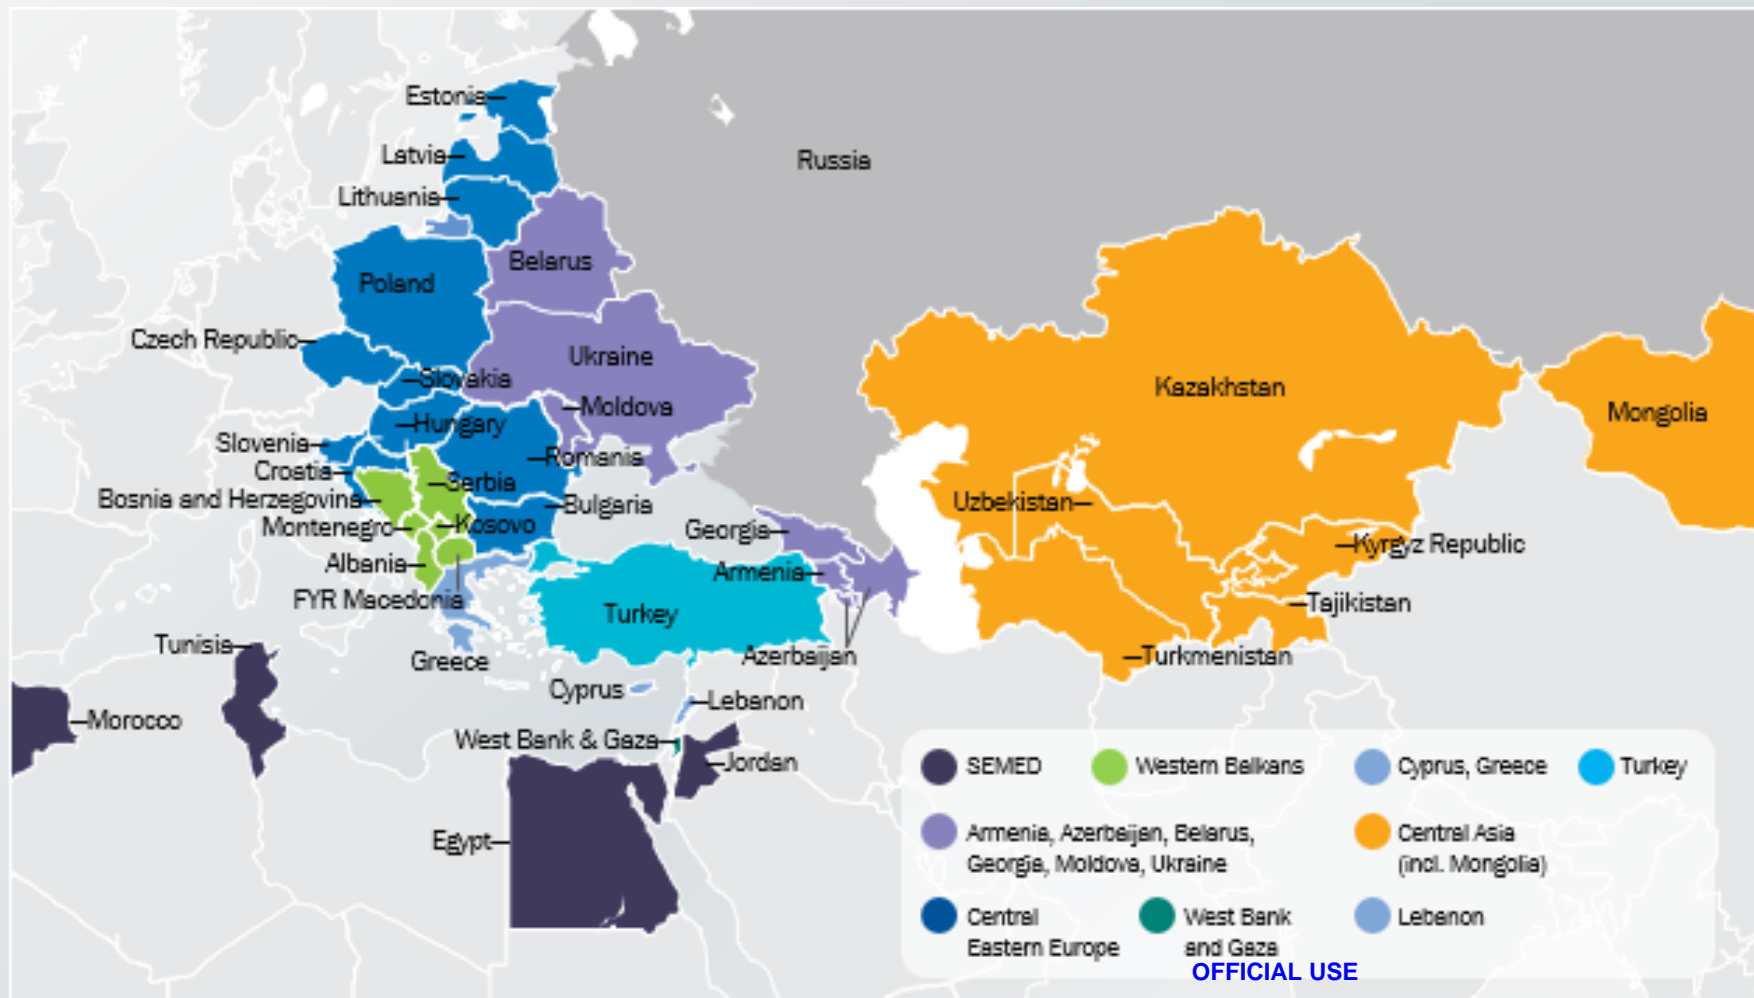 Estonia
Latvia
Russia
Lithuania
Belarus
Poland
Czech Republic
Ukraine
Slovakia
Kazakhstan
Moldova
Mongolia
Hungary
Slovenia
Romania
Croatia
Serbia
Bosnia and Herzegovina
Uzbekistan
Bulgaria
Montenegro
Kosovo
Georgia
Kyrgyz Republic
Albania
Armenia
FYR Macedonia
Tajikistan
Turkey
Tunisia
Greece
Azerbaijan
Turkmenistan
Cyprus
Lebanon
Morocco
West Bank & Gaza
Jordan
Egypt
SEMED
Western Balkans
Cyprus, Greece
Turkey
Armenia, Azerbaijan, Belarus,
Georgia, Moldova, Ukraine
Central Asia
(incl. Mongolia)
Central
Eastern Europe
West Bank
and Gaza
Lebanon
OFFICIAL USE